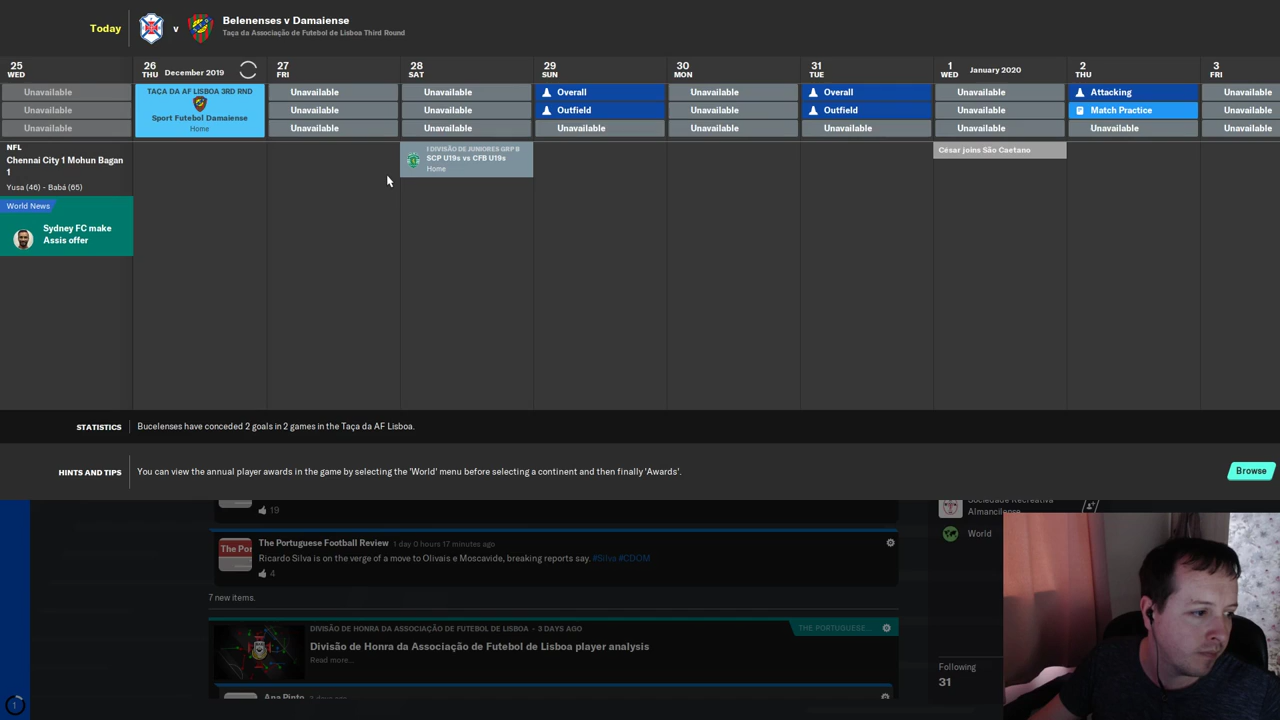 Today
v
Belenenses v Damaiense
Taça da Associação de Futebol de Lisboa Third Round
25
WED
26
THU
December 2019
27
FRI
28
SAT
29
SUN
30
MON
31
TUE
1
WED
January 2020
2
THU
3
FRI
Unavailable
TAÇA DA AF LISBOA 3RD RND
Sport Futebol Damaiense
Home
Unavailable
Unavailable
Overall
Unavailable
Overall
Unavailable
Attacking
Unavailable
Unavailable
Unavailable
Unavailable
Outfield
Unavailable
Outfield
Unavailable
Match Practice
Unavailable
Unavailable
Unavailable
Unavailable
Unavailable
Unavailable
Unavailable
Unavailable
Unavailable
Unavailable
NFL
Chennai City 1 Mohun Bagan
1
Yusa (46) - Babá (65)
I DIVISÃO DE JUNIORES GRP B
SCP U19s vs CFB U19s
Home
César joins São Caetano
World News
Sydney FC make
Assis offer
STATISTICS
Bucelenses have conceded 2 goals in 2 games in the Taça da AF Lisboa.
HINTS AND TIPS
You can view the annual player awards in the game by selecting the 'World' menu before selecting a continent and then finally 'Awards'.
Browse
19
Sociedade Recreativa
Almancilense
The Por
The Portuguese Football Review
1 day 0 hours 17 minutes ago
Ricardo Silva is on the verge of a move to Olivais e Moscavide, breaking reports say. #Silva #CDOM
4
World
7 new items.
DIVISÃO DE HONRA DA ASSOCIAÇÃO DE FUTEBOL DE LISBOA - 3 DAYS AGO
THE PORTUGUESE...
Divisão de Honra da Associação de Futebol de Lisboa player analysis
Read more...
Following
31
Ana Pinto
3 days ago
1